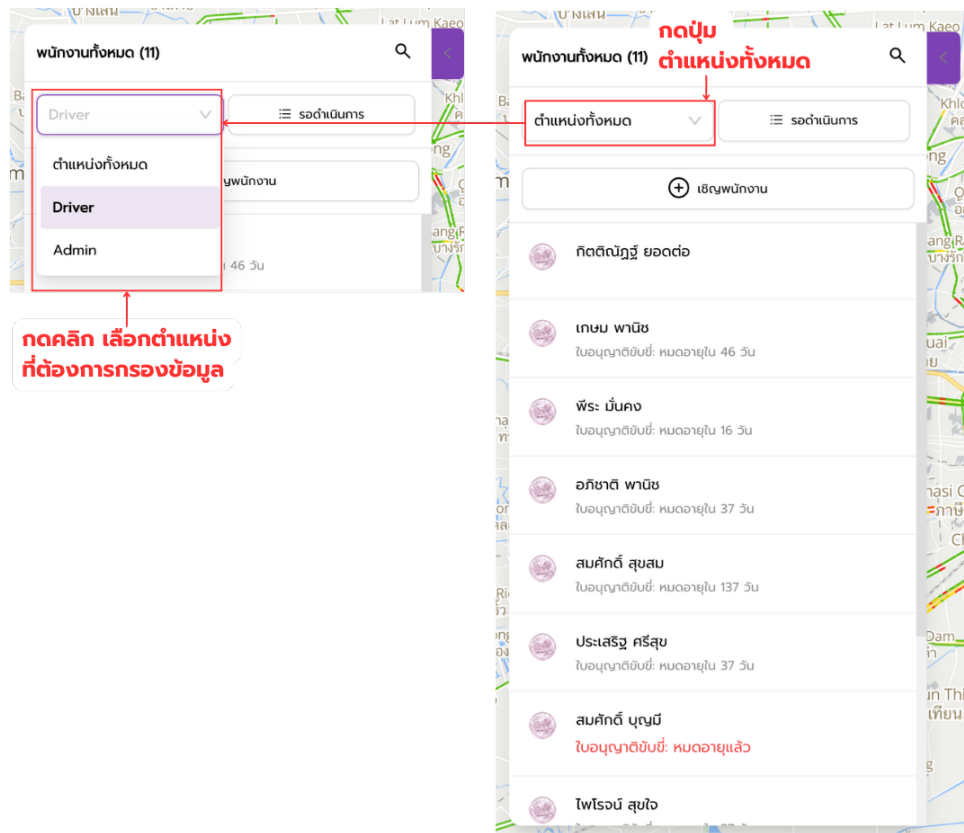 บางเสน
Lat Lum Kaeo
พนักงานทั้งหมด (11)
Driver
รอดำเนินการ
ตำแหน่งทั้งหมด
Driver
Admin
ญพนักงาน
46 วัน
กดคลิก เลือกตำแหน่ง
ที่ต้องการกรองข้อมูล
Lat Lum Kaeo
กดปุ่ม
ตำแหน่งทั้งหมด
พนักงานทั้งหมด (11)
ตำแหน่งทั้งหมด
รอดำเนินการ
เชิญพนักงาน
กิตติณัฏฐ์ ยอดต่อ
เกษม พานิช
ใบอนุญาติขับขี่: หมดอายุใน 46 วัน
พีระ มั่นคง
ใบอนุญาติขับขี่: หมดอายุใน 16 วัน
อภิชาติ พานิช
ใบอนุญาติขับขี่: หมดอายุใน 37 วัน
สมศักดิ์ สุขสม
ใบอนุญาติขับขี่: หมดอายุใน 137 วัน
ประเสริฐ ศรีสุข
ใบอนุญาติขับขี่: หมดอายุใน 37 วัน
สมศักดิ์ บุญมี
ใบอนุญาติขับขี่: หมดอายุแล้ว
ไพโรจน์ สุขใจ
Dam
เทียน